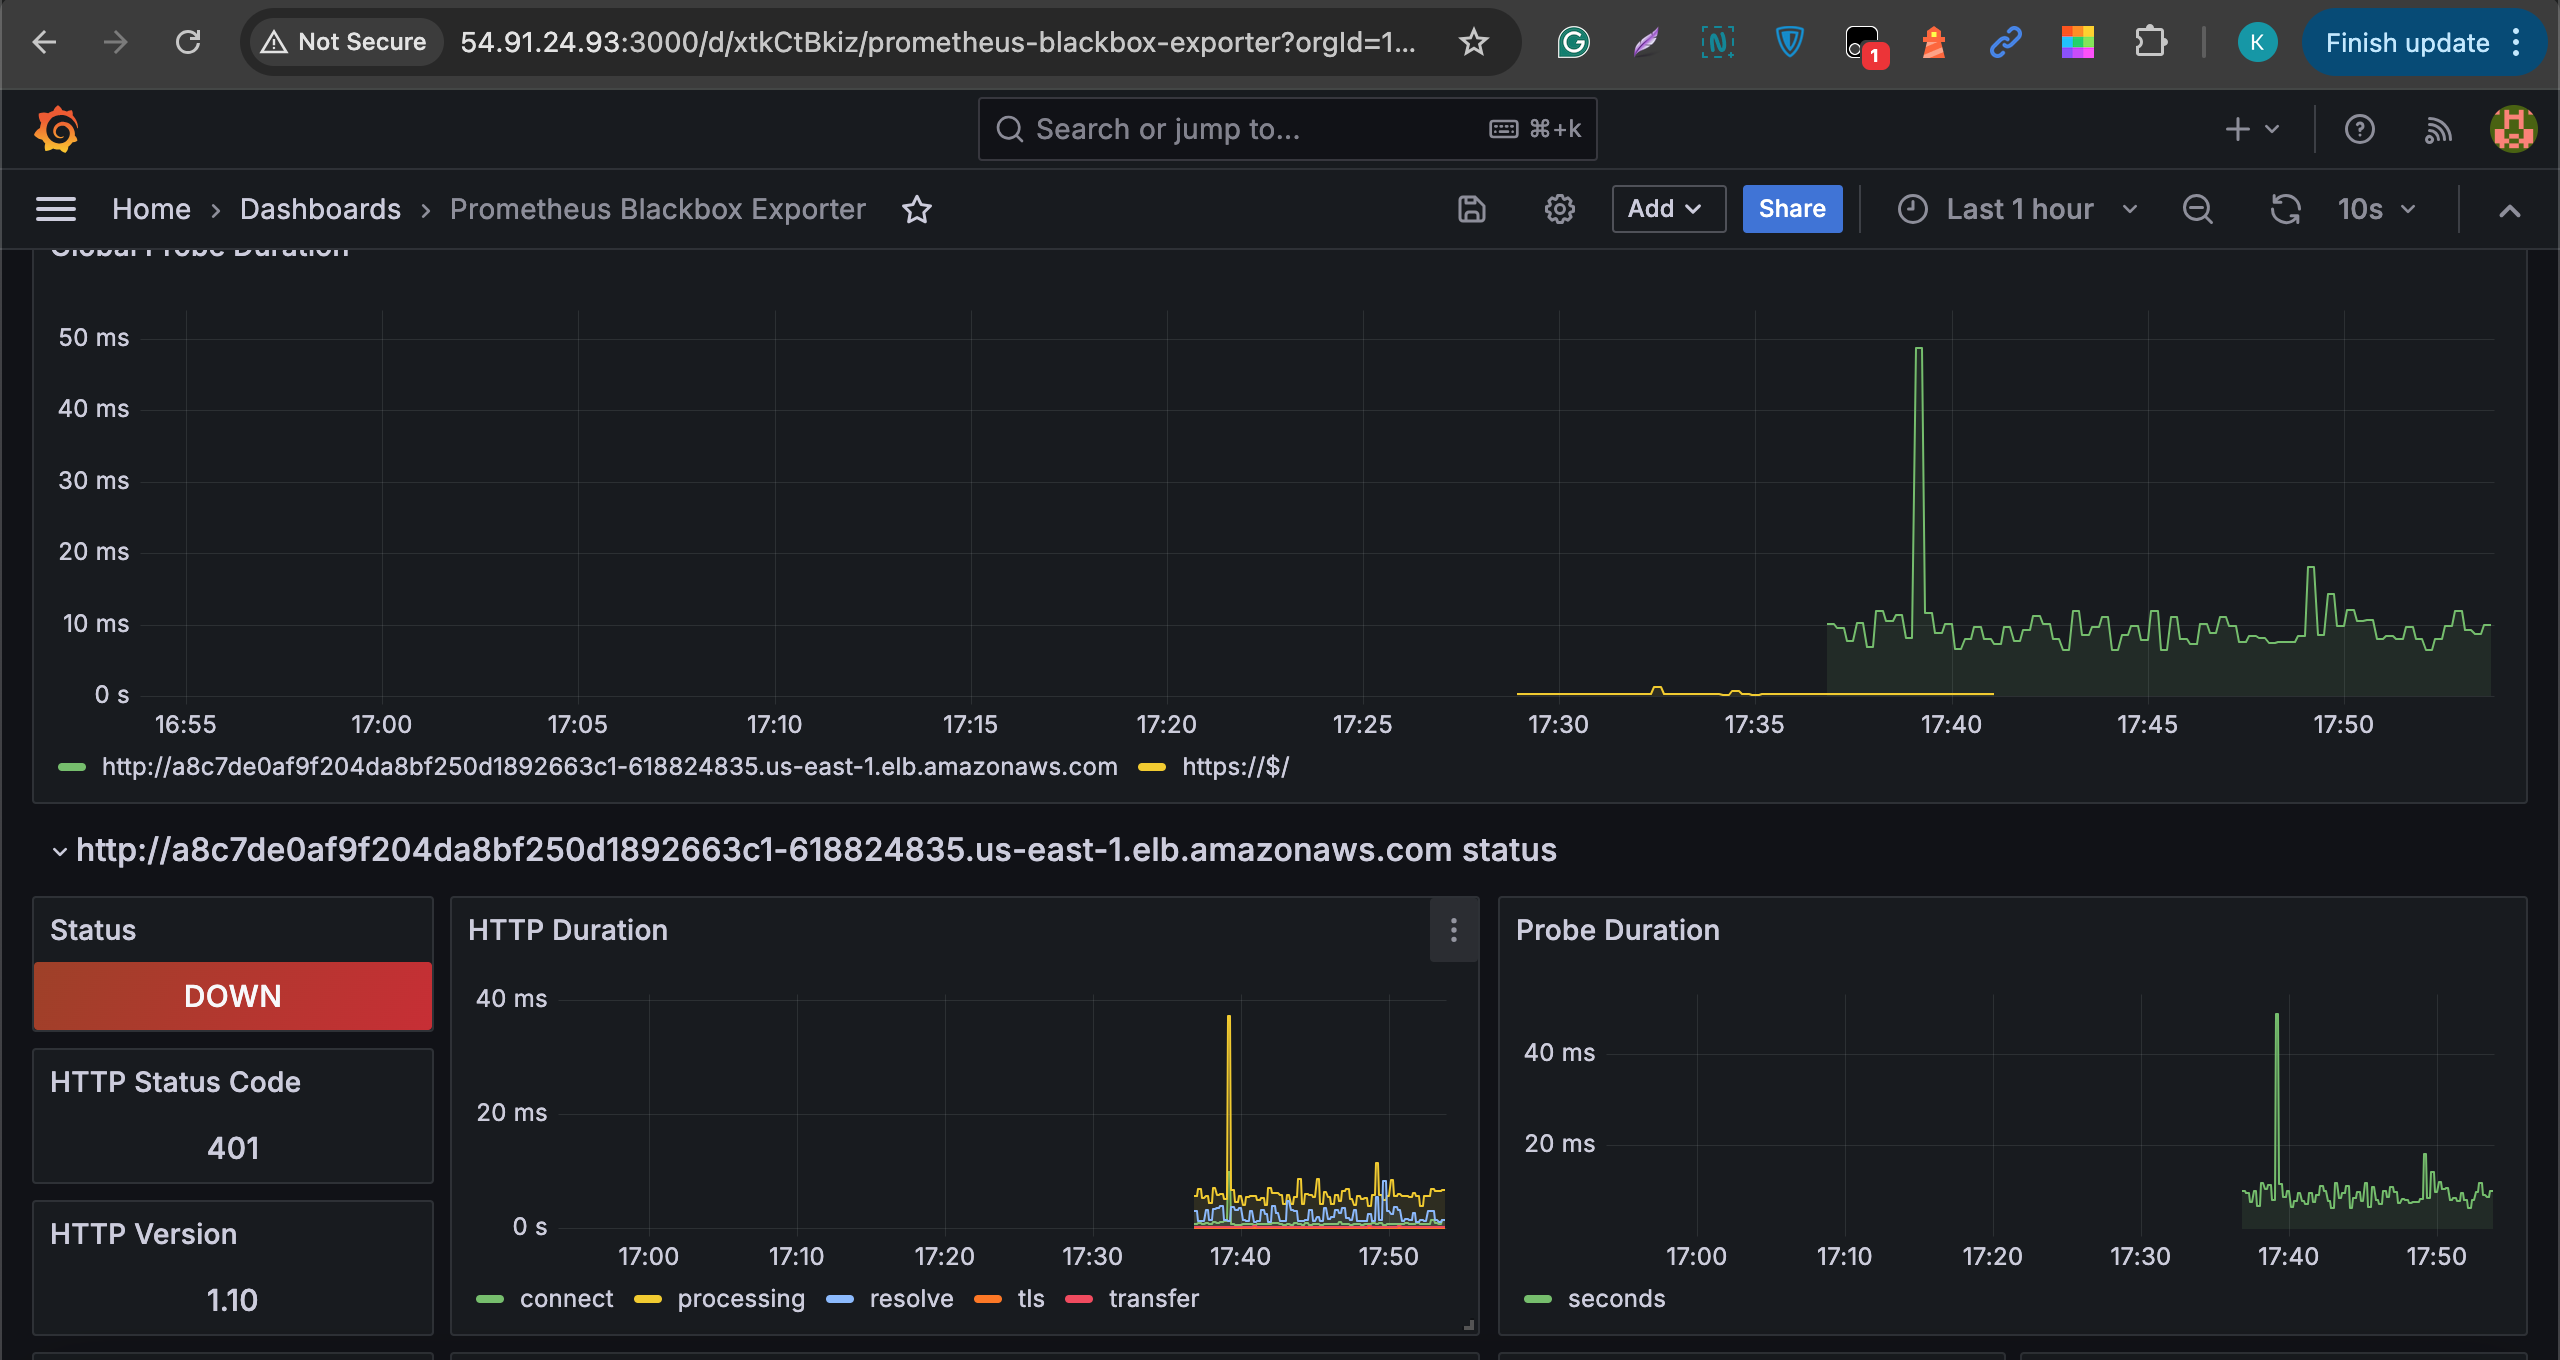 Not Secure 54.91.24.93:3000/d/xtkCtBkiz/prometheus-blackbox-exporter?orgId=1... 1 K Finish update
Search or jump to... ⌘+k
Home › Dashboards › Prometheus Blackbox Exporter Add Share Last 1 hour 10s
Global Probe Duration
50 ms
40 ms
30 ms
20 ms
10 ms
0 s
16:55 17:00 17:05 17:10 17:15 17:20 17:25 17:30 17:35 17:40 17:45 17:50
http://a8c7de0af9f204da8bf250d1892663c1-618824835.us-east-1.elb.amazonaws.com https://$/
http://a8c7de0af9f204da8bf250d1892663c1-618824835.us-east-1.elb.amazonaws.com status
Status
DOWN
HTTP Status Code
401
HTTP Version
1.10
HTTP Duration
40 ms
20 ms
0 s
17:00 17:10 17:20 17:30 17:40 17:50
connect processing resolve tls transfer
Probe Duration
40 ms
20 ms
17:00 17:10 17:20 17:30 17:40 17:50
seconds